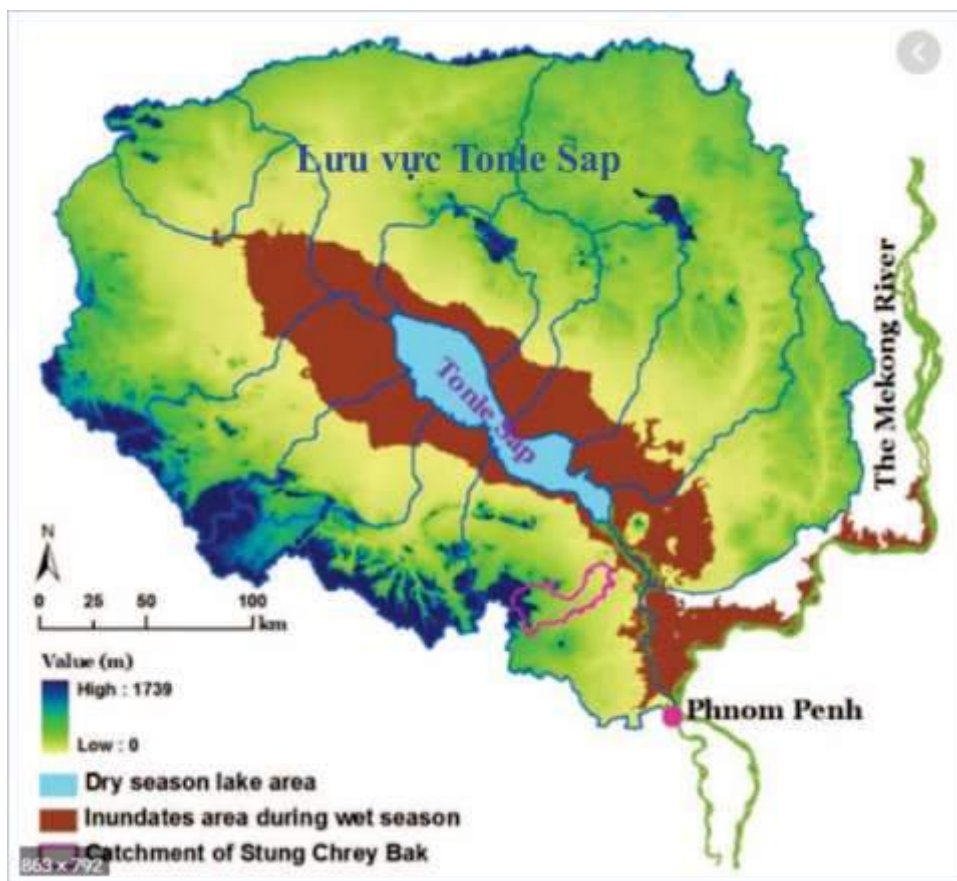 Lưu vực Tonle Sap
The Mekong River
Tonle Sap
N
0 25 50 100
km
Value (m)
High : 1739
Low : 0
Phnom Penh
Dry season lake area
Inundates area during wet season
Catchment of Stung Chrey Bak
863 × 792